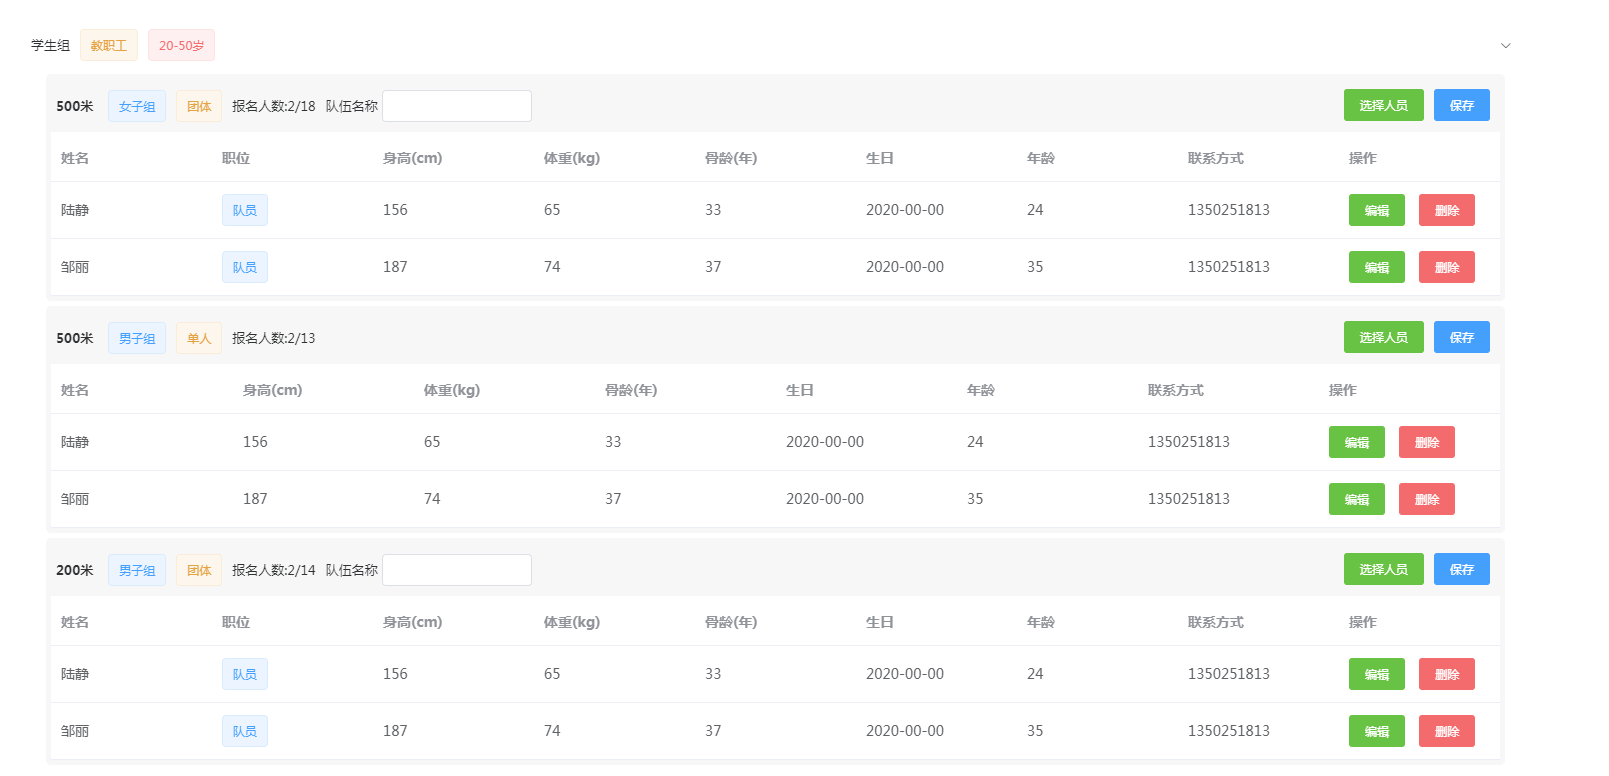 学生组 教职工 20-50岁
500米 女子组 团体 报名人数:2/18 队伍名称 选择人员 保存
姓名 职位 身高(cm) 体重(kg) 骨龄(年) 生日 年龄 联系方式 操作
陆静 队员 156 65 33 2020-00-00 24 1350251813 编辑 删除
邹丽 队员 187 74 37 2020-00-00 35 1350251813 编辑 删除
500米 男子组 单人 报名人数:2/13 选择人员 保存
姓名 身高(cm) 体重(kg) 骨龄(年) 生日 年龄 联系方式 操作
陆静 156 65 33 2020-00-00 24 1350251813 编辑 删除
邹丽 187 74 37 2020-00-00 35 1350251813 编辑 删除
200米 男子组 团体 报名人数:2/14 队伍名称 选择人员 保存
姓名 职位 身高(cm) 体重(kg) 骨龄(年) 生日 年龄 联系方式 操作
陆静 队员 156 65 33 2020-00-00 24 1350251813 编辑 删除
邹丽 队员 187 74 37 2020-00-00 35 1350251813 编辑 删除